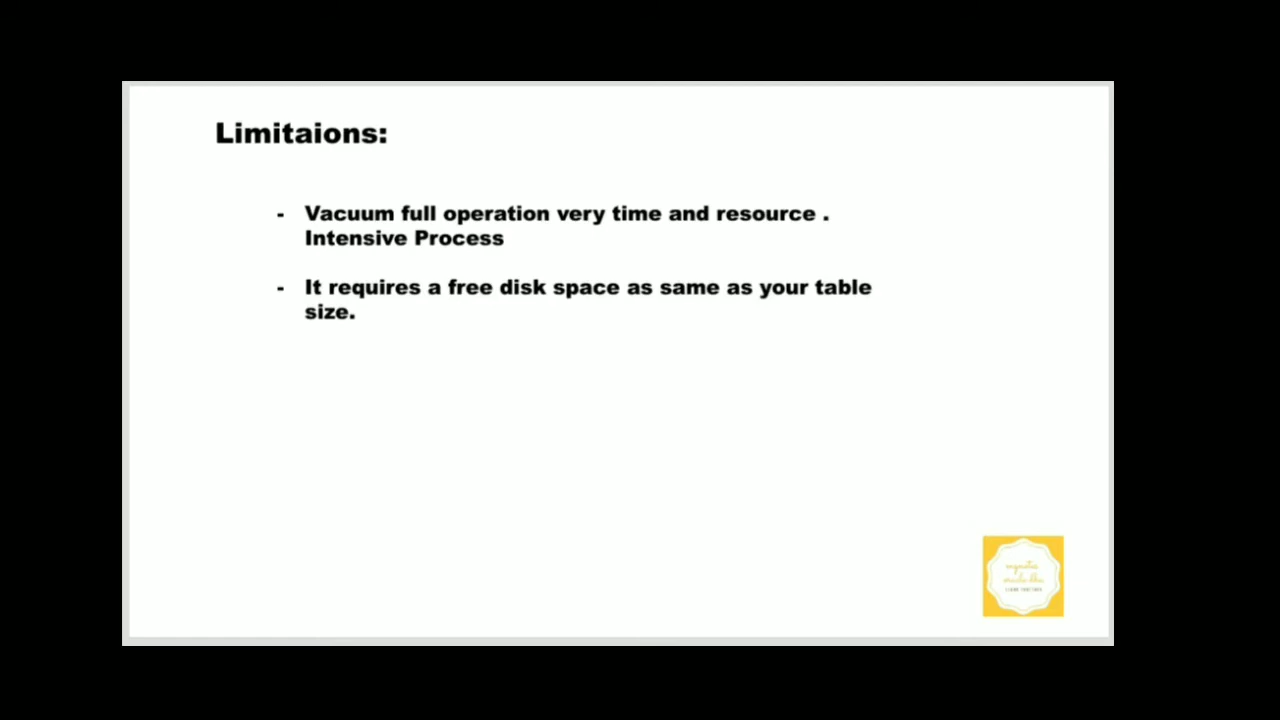 Limitaions:
- Vacuum full operation very time and resource .
Intensive Process
- It requires a free disk space as same as your table
size.